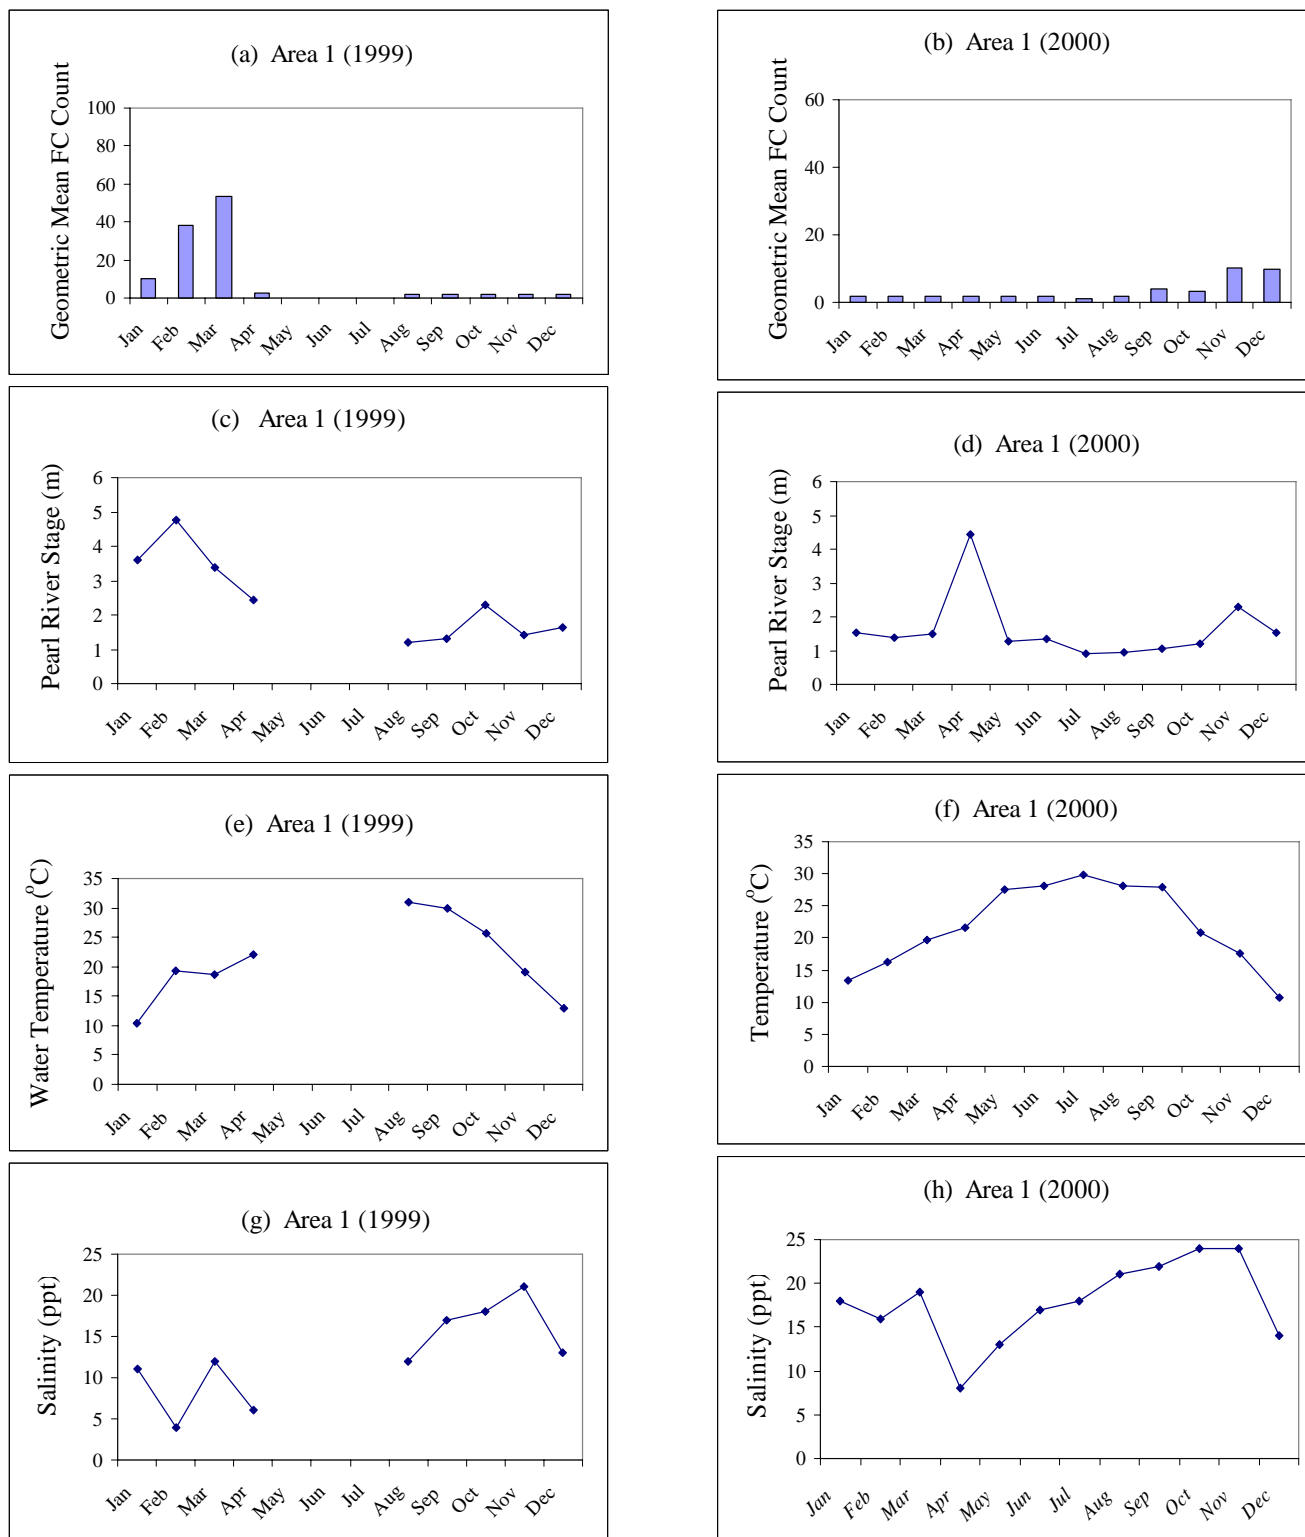 (a) Area 1 (1999)
Geometric Mean FC Count
100
80
60
40
20
0
Jan Feb Mar Apr May Jun Jul Aug Sep Oct Nov Dec
(b) Area 1 (2000)
Geometric Mean FC Count
60
40
20
0
Jan Feb Mar Apr May Jun Jul Aug Sep Oct Nov Dec
(c) Area 1 (1999)
Pearl River Stage (m)
6
5
4
3
2
1
0
Jan Feb Mar Apr May Jun Jul Aug Sep Oct Nov Dec
(d) Area 1 (2000)
Pearl River Stage (m)
6
5
4
3
2
1
0
Jan Feb Mar Apr May Jun Jul Aug Sep Oct Nov Dec
(e) Area 1 (1999)
Water Temperature (°C)
35
30
25
20
15
10
5
0
Jan Feb Mar Apr May Jun Jul Aug Sep Oct Nov Dec
(f) Area 1 (2000)
Temperature (°C)
35
30
25
20
15
10
5
0
Jan Feb Mar Apr May Jun Jul Aug Sep Oct Nov Dec
(g) Area 1 (1999)
Salinity (ppt)
25
20
15
10
5
0
Jan Feb Mar Apr May Jun Jul Aug Sep Oct Nov Dec
(h) Area 1 (2000)
Salinity (ppt)
25
20
15
10
5
0
Jan Feb Mar Apr May Jun Jul Aug Sep Oct Nov Dec